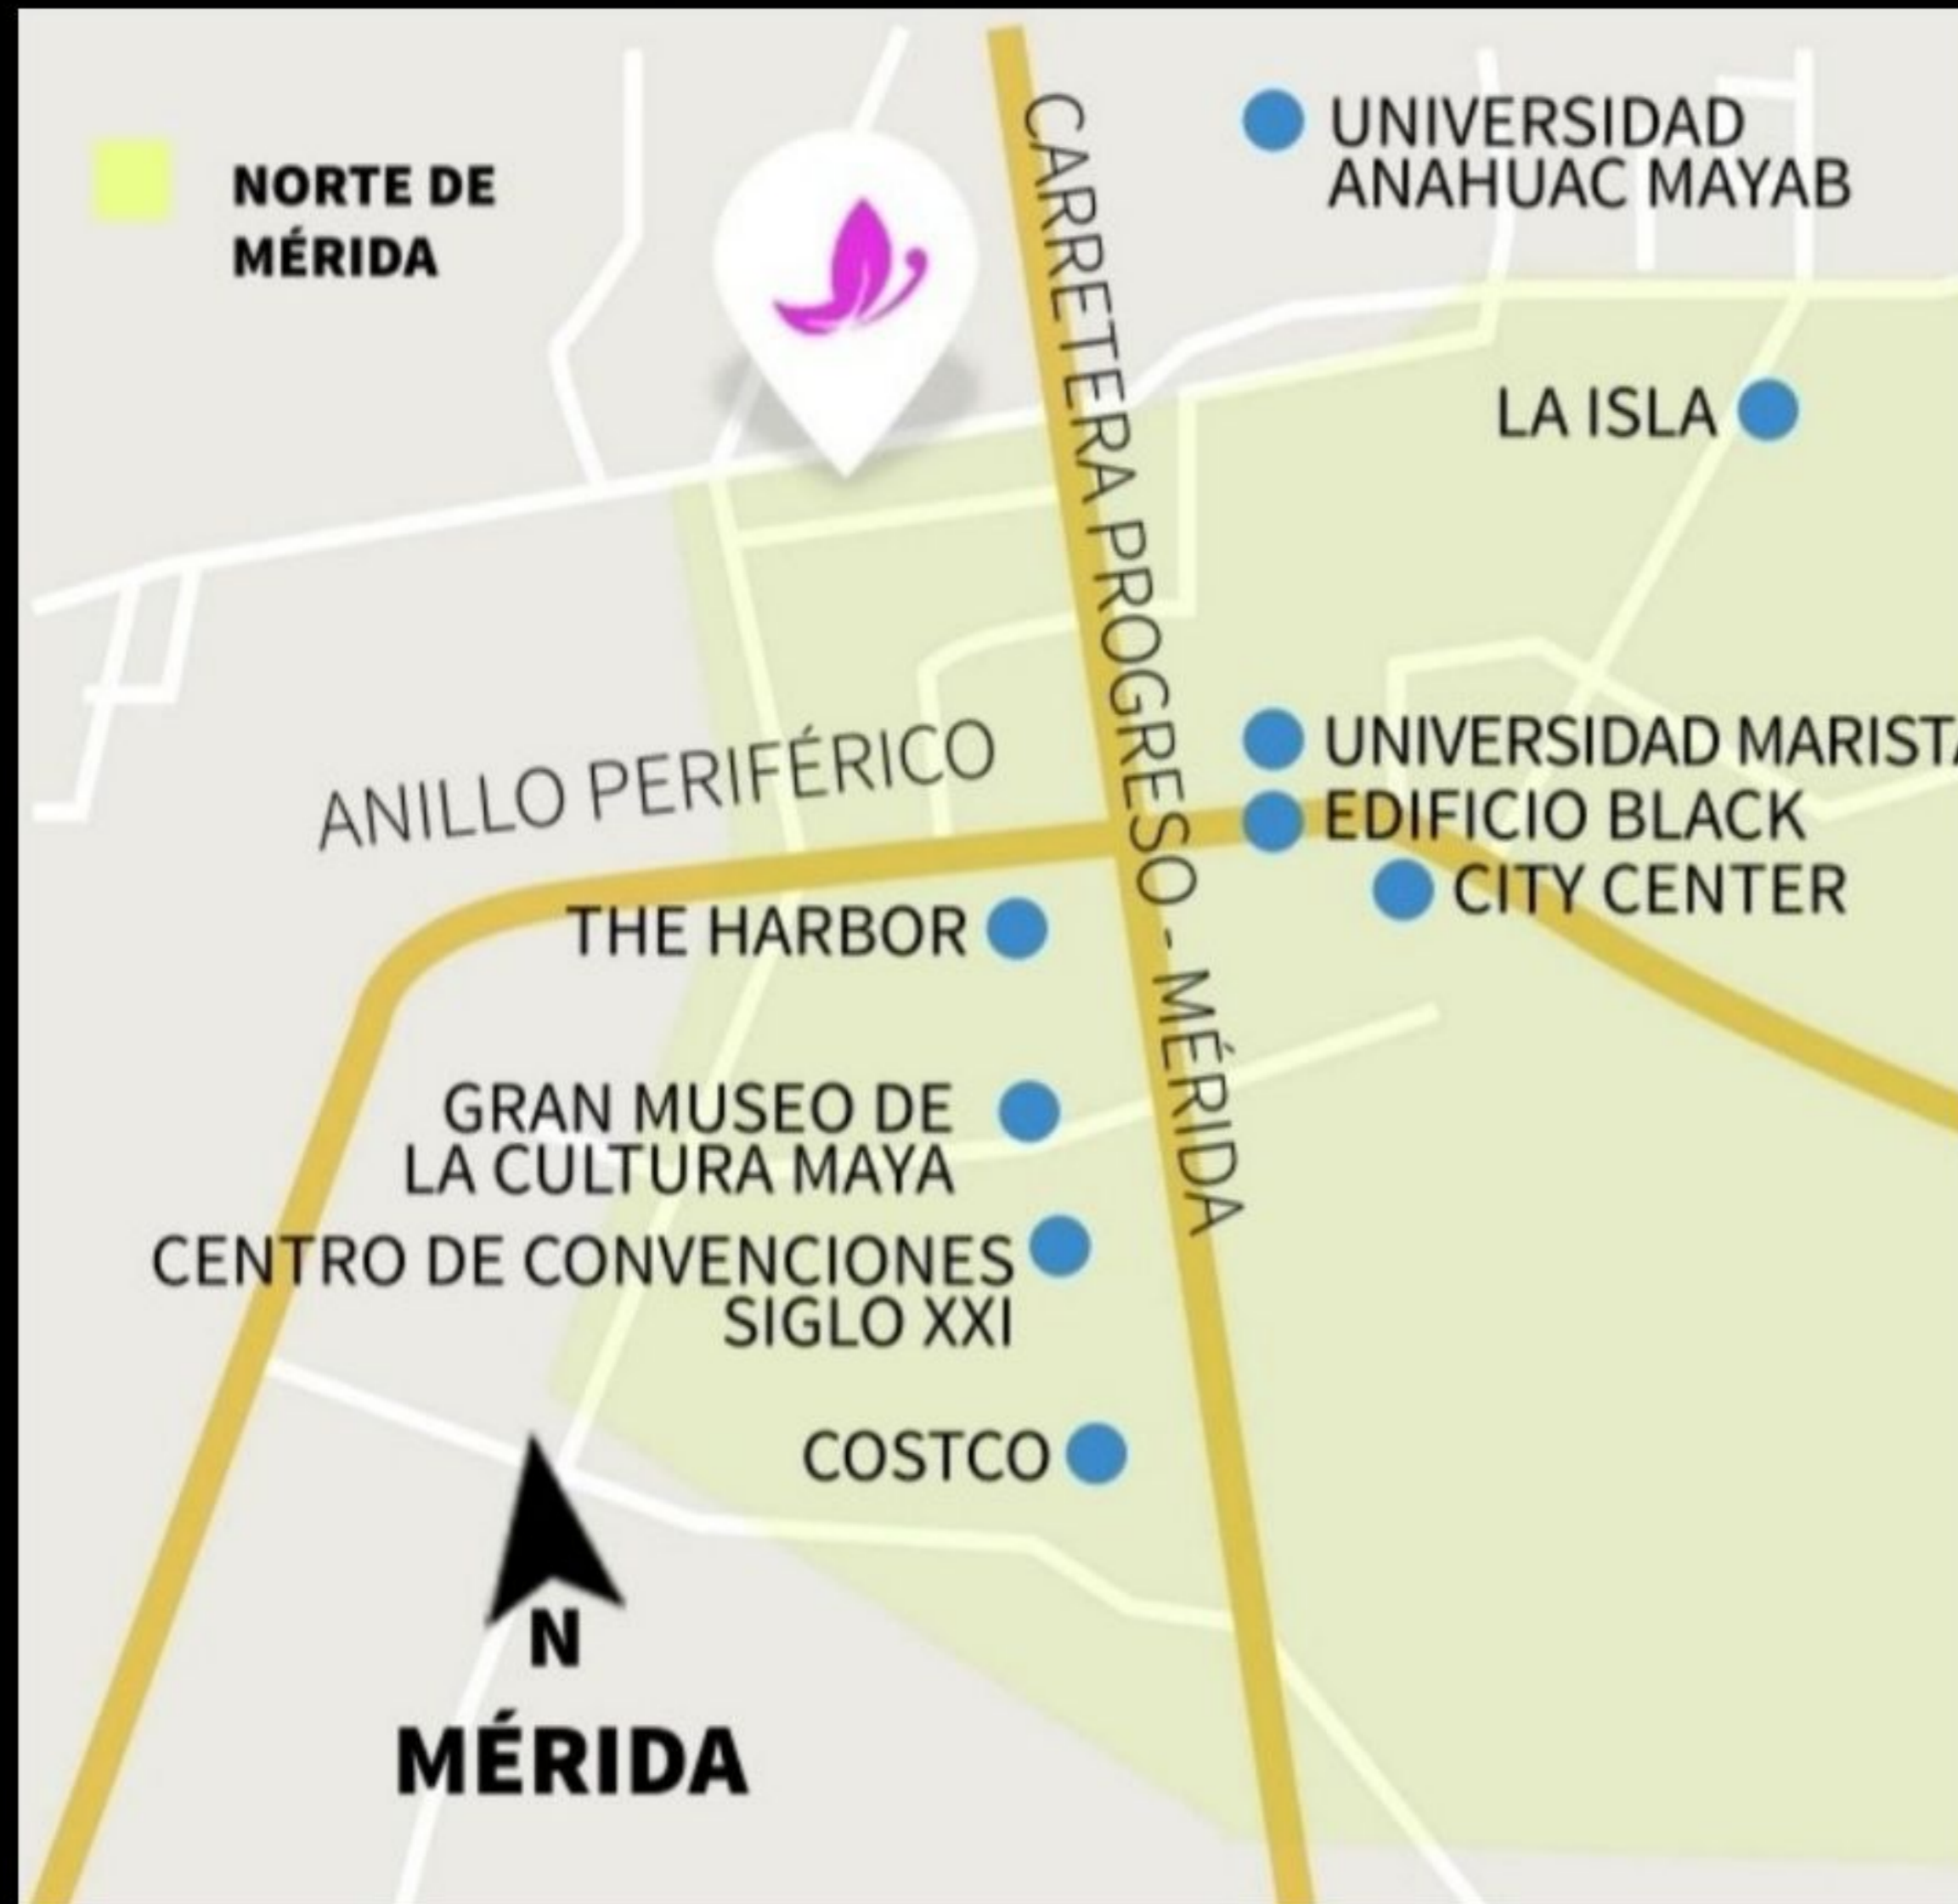 NORTE DE
MÉRIDA
CARRETERA PROGRESO - MÉRIDA
UNIVERSIDAD
ANAHUAC MAYAB
LA ISLA
ANILLO PERIFÉRICO
UNIVERSIDAD MARISTA
EDIFICIO BLACK
CITY CENTER
THE HARBOR
GRAN MUSEO DE
LA CULTURA MAYA
CENTRO DE CONVENCIONES
SIGLO XXI
COSTCO
N
MÉRIDA